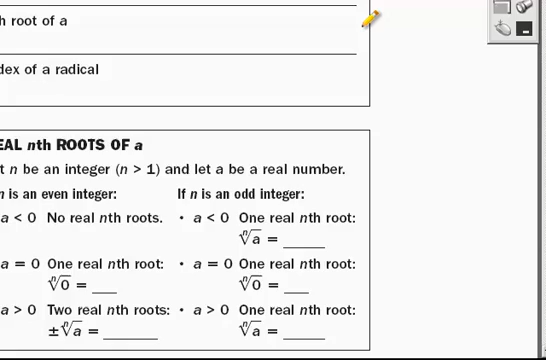 h root of a
dex of a radical
EAL nth ROOTS OF a
t n be an integer (n > 1) and let a be a real number.
n is an even integer: If n is an odd integer:
a < 0 No real nth roots. • a < 0 One real nth root:
ⁿ√a = _____
a = 0 One real nth root: • a = 0 One real nth root:
ⁿ√0 = ___ ⁿ√0 = ___
a > 0 Two real nth roots: • a > 0 One real nth root:
±ⁿ√a = ______ ⁿ√a = ____